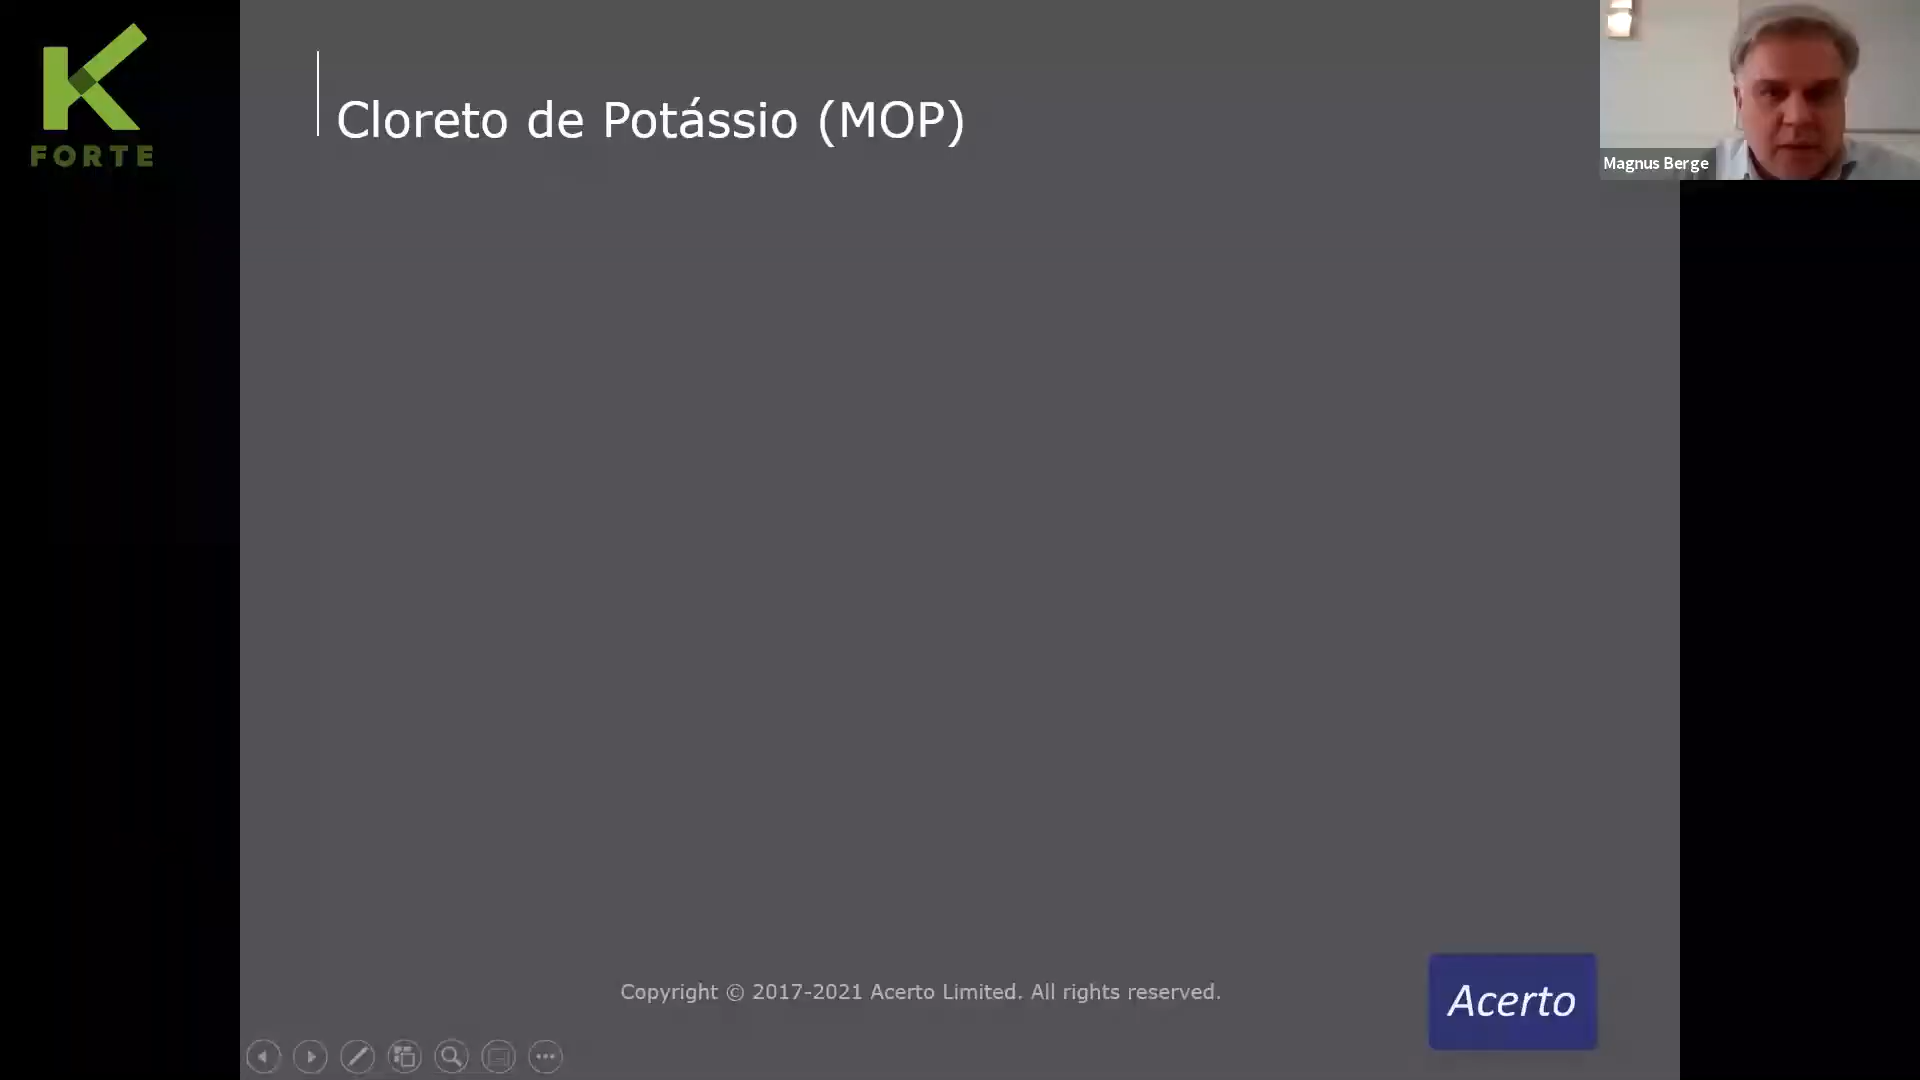 K
FORTE
Cloreto de Potássio (MOP)
Magnus Berge
Copyright © 2017-2021 Acerto Limited. All rights reserved.
Acerto